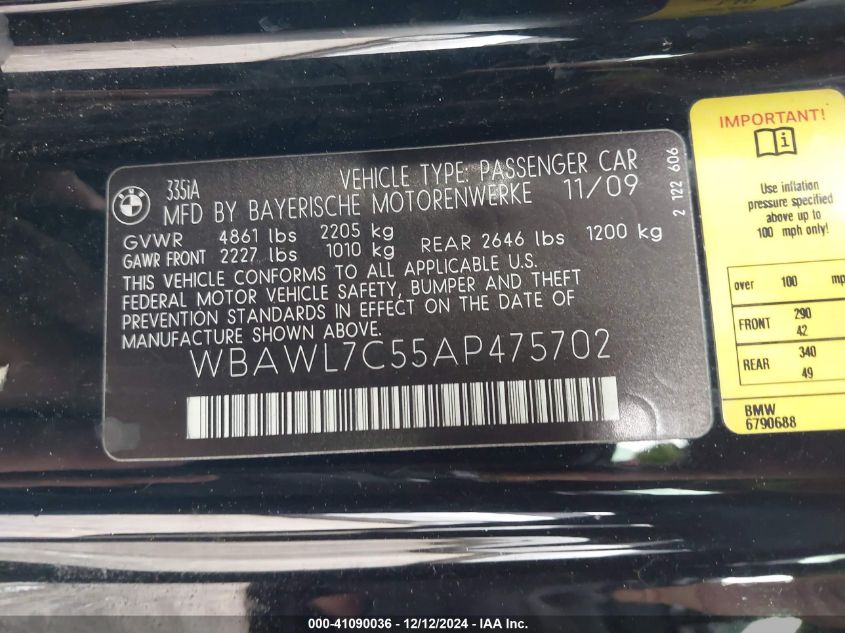 335iA
VEHICLE TYPE: PASSENGER CAR
MFD BY BAYERISCHE MOTORENWERKE 11/09
GVWR 4861 lbs 2205 kg
GAWR FRONT 2227 lbs 1010 kg REAR 2646 lbs 1200 kg
THIS VEHICLE CONFORMS TO ALL APPLICABLE U.S.
FEDERAL MOTOR VEHICLE SAFETY, BUMPER AND THEFT
PREVENTION STANDARDS IN EFFECT ON THE DATE OF
MANUFACTURE SHOWN ABOVE.
WBAWL7C55AP475702
2 122 606
IMPORTANT!
Use inflation
pressure specified
above up to
100 mph only!
over 100 mp
FRONT 290
42
REAR 340
49
BMW
6790688
000-41090036 - 12/12/2024 - IAA Inc.